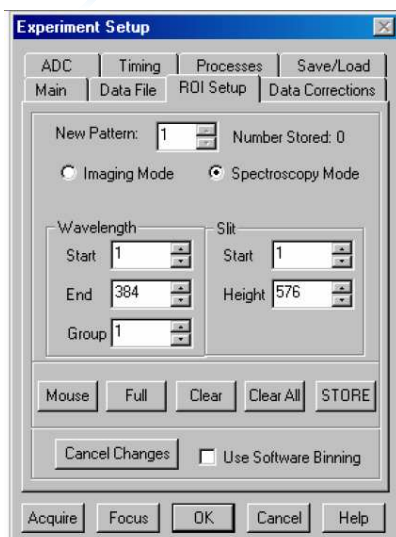 Experiment Setup
ADC Timing Processes Save/Load
Main Data File ROI Setup Data Corrections
New Pattern: 1 Number Stored: 0
Imaging Mode Spectroscopy Mode
Wavelength Slit
Start 1 Start 1
End 384 Height 576
Group 1
Mouse Full Clear Clear All STORE
Cancel Changes Use Software Binning
Acquire Focus OK Cancel Help